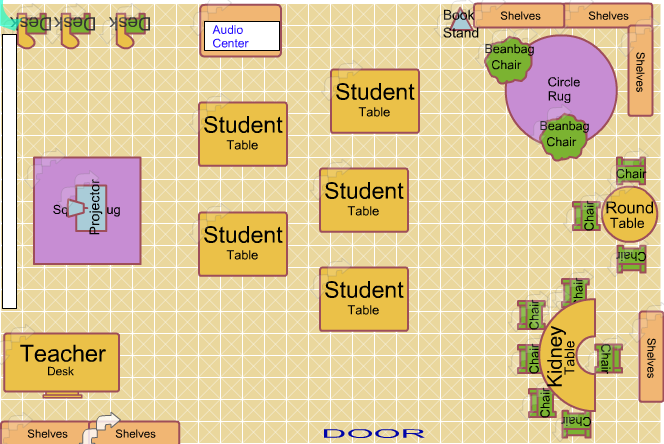 Desk
Desk
Desk
Audio
Center
Book
Stand
Shelves
Shelves
Shelves
Beanbag
Chair
Circle
Rug
Beanbag
Chair
Student
Table
Student
Table
Student
Table
Student
Table
Student
Table
Projector
Chair
Chair
Round
Table
Chair
Chair
Chair
Chair
Chair
Chair
Chair
Kidney
Table
Shelves
Teacher
Desk
Shelves
Shelves
DOOR